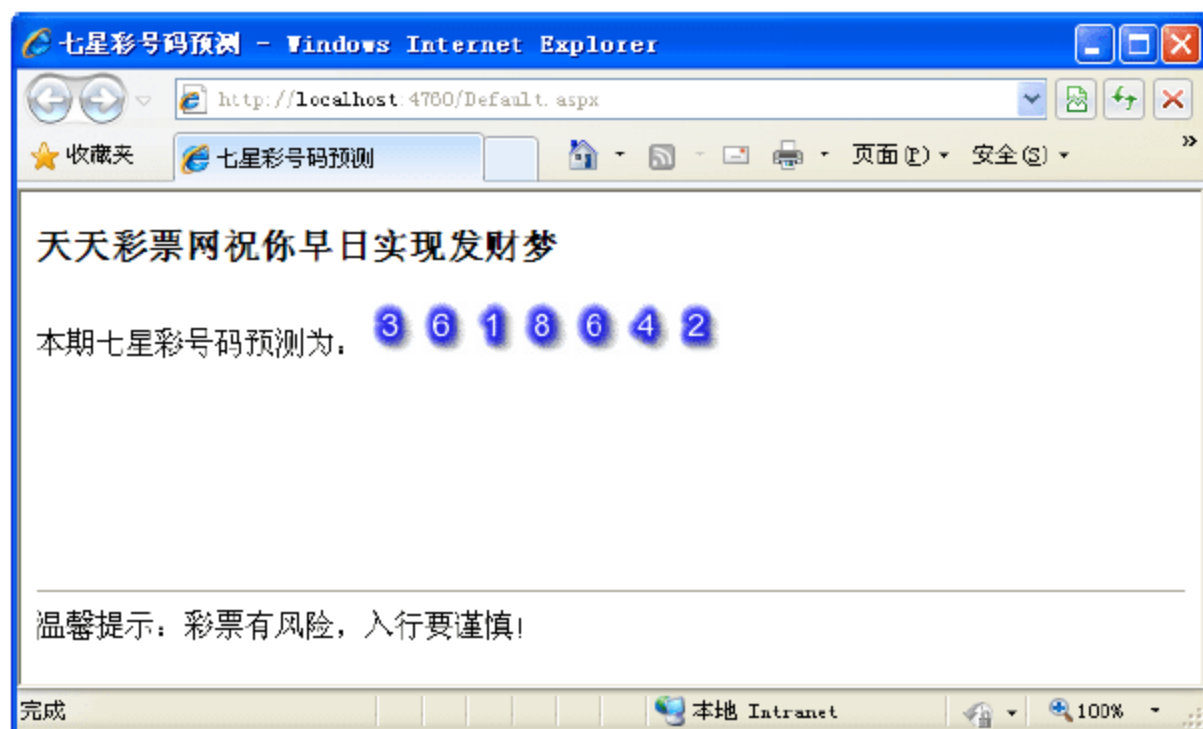 七星彩号码预测 - Windows Internet Explorer
http://localhost:4760/Default.aspx
收藏夹 七星彩号码预测 页面(P) 安全(S) »
天天彩票网祝你早日实现发财梦
本期七星彩号码预测为： 3 6 1 8 6 4 2
温馨提示：彩票有风险，入行要谨慎！
完成 本地 Intranet 100%